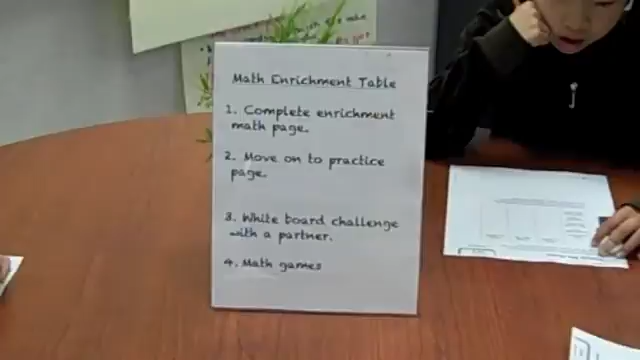 Math Enrichment Table
1. Complete enrichment
math page.
2. Move on to practice
page.
3. White board challenge
with a partner.
4. Math games